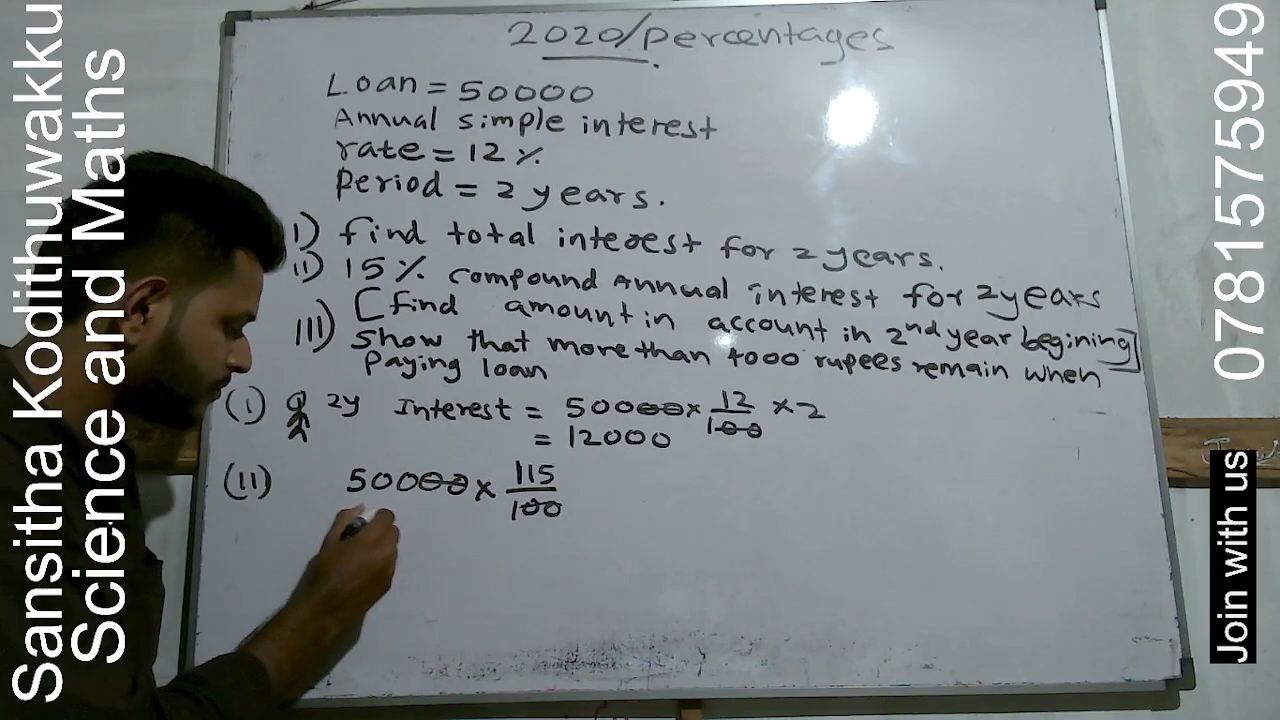 Sansitha Kodithuwakku
Science and Maths
2020/percentages
Loan = 50000
Annual simple interest
rate = 12 %
Period = 2 years.
I) find total interest for 2 years.
II) 15 % compound Annual interest for 2 years
[find amount in account in 2nd year begining]
III) show that more than 4000 rupees remain when
paying loan
(I) 2y Interest = 50000 × 12/100 × 2
= 12000
(II) 50000 × 115/100
0781575949
Join with us